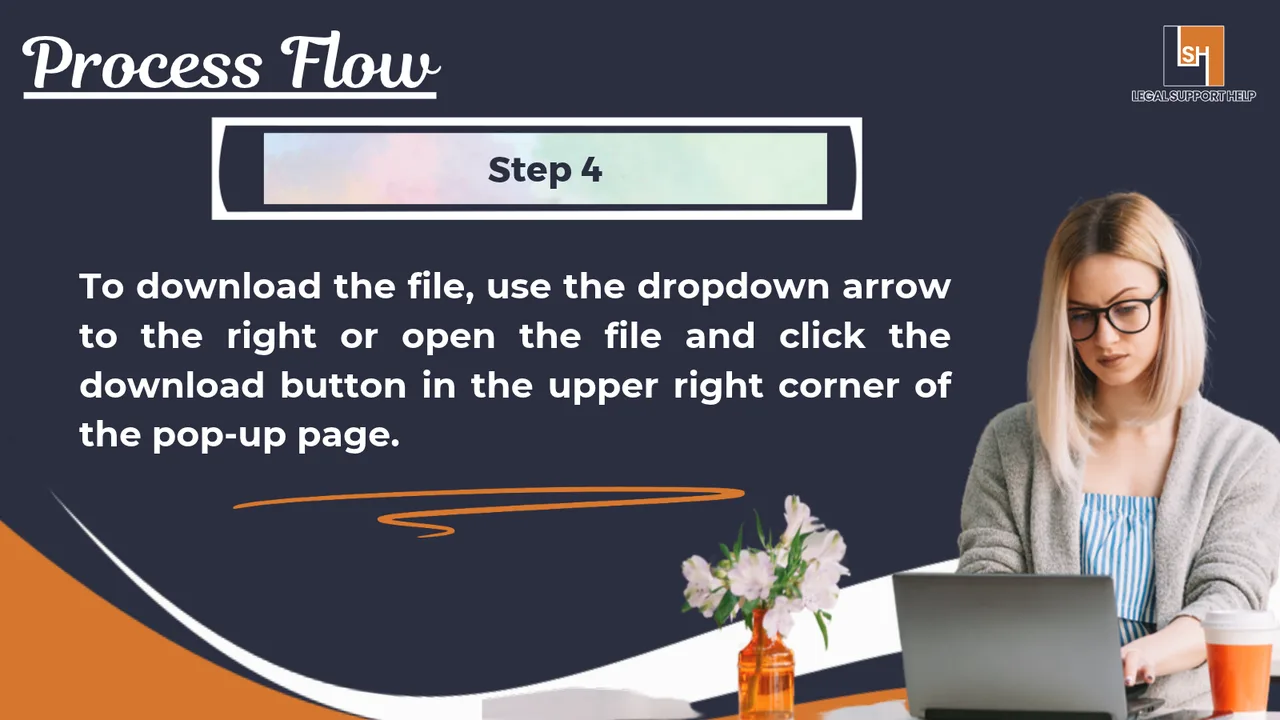 Process Flow
LSH
LEGAL SUPPORT HELP
Step 4
To download the file, use the dropdown arrow
to the right or open the file and click the
download button in the upper right corner of
the pop-up page.